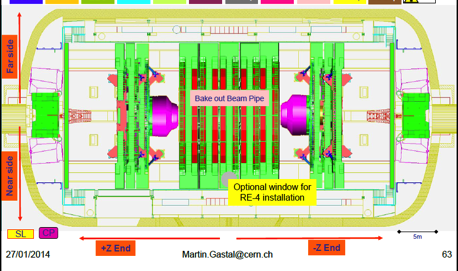 Far side
Bake out Beam Pipe
Near side
Optional window for
RE-4 installation
SL
CP
+Z End
-Z End
5m
27/01/2014
Martin.Gastal@cern.ch
63